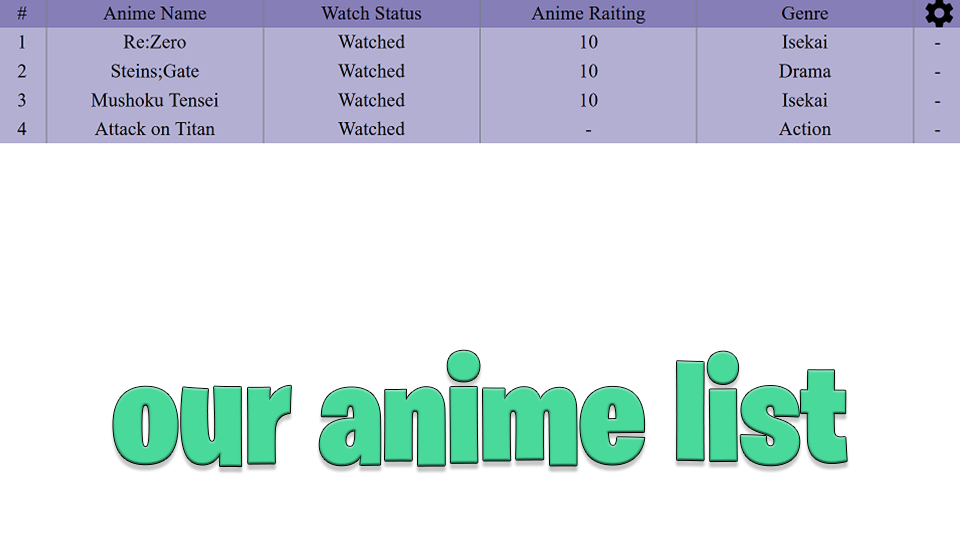 # Anime Name Watch Status Anime Raiting Genre
1 Re:Zero Watched 10 Isekai -
2 Steins;Gate Watched 10 Drama -
3 Mushoku Tensei Watched 10 Isekai -
4 Attack on Titan Watched - Action -
our anime list